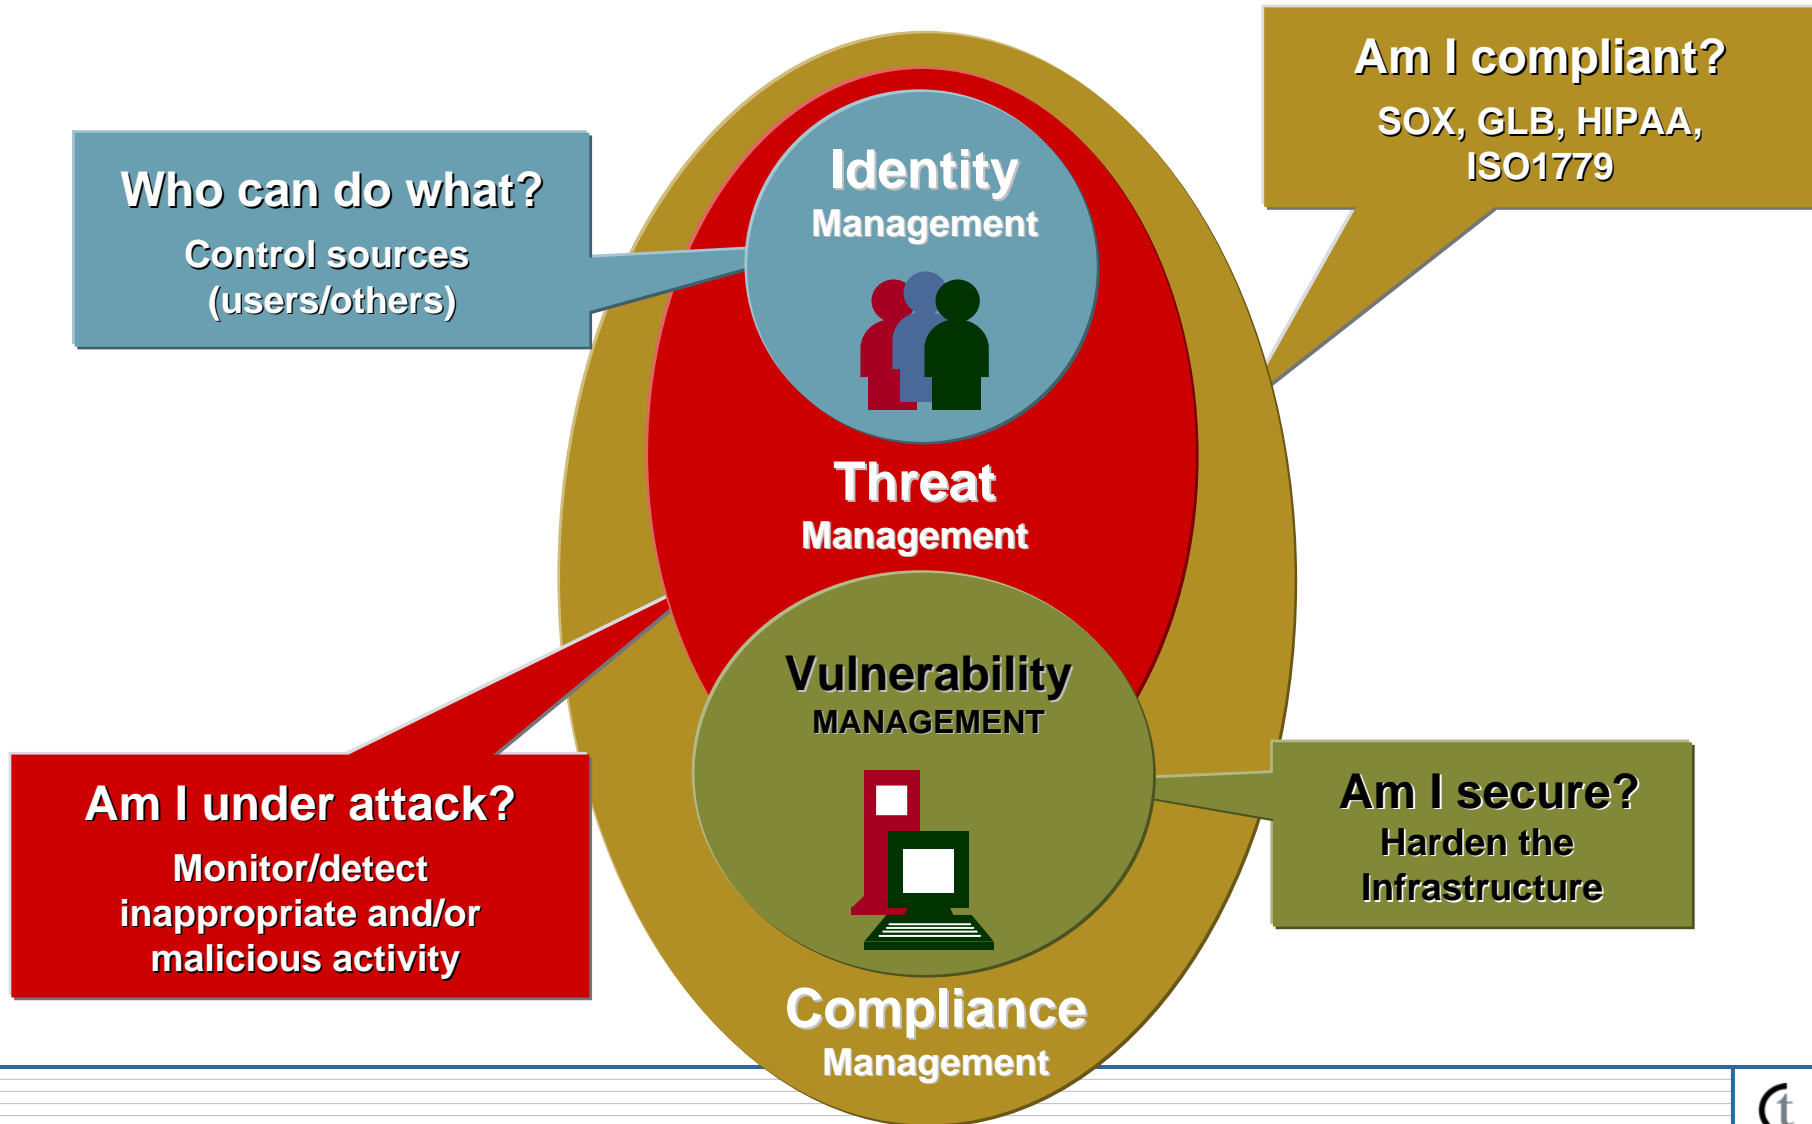 Am I compliant?
SOX, GLB, HIPAA,
ISO1779
Who can do what?
Control sources
(users/others)
Identity
Management
Threat
Management
Vulnerability
MANAGEMENT
Am I under attack?
Monitor/detect
inappropriate and/or
malicious activity
Am I secure?
Harden the
Infrastructure
Compliance
Management
t